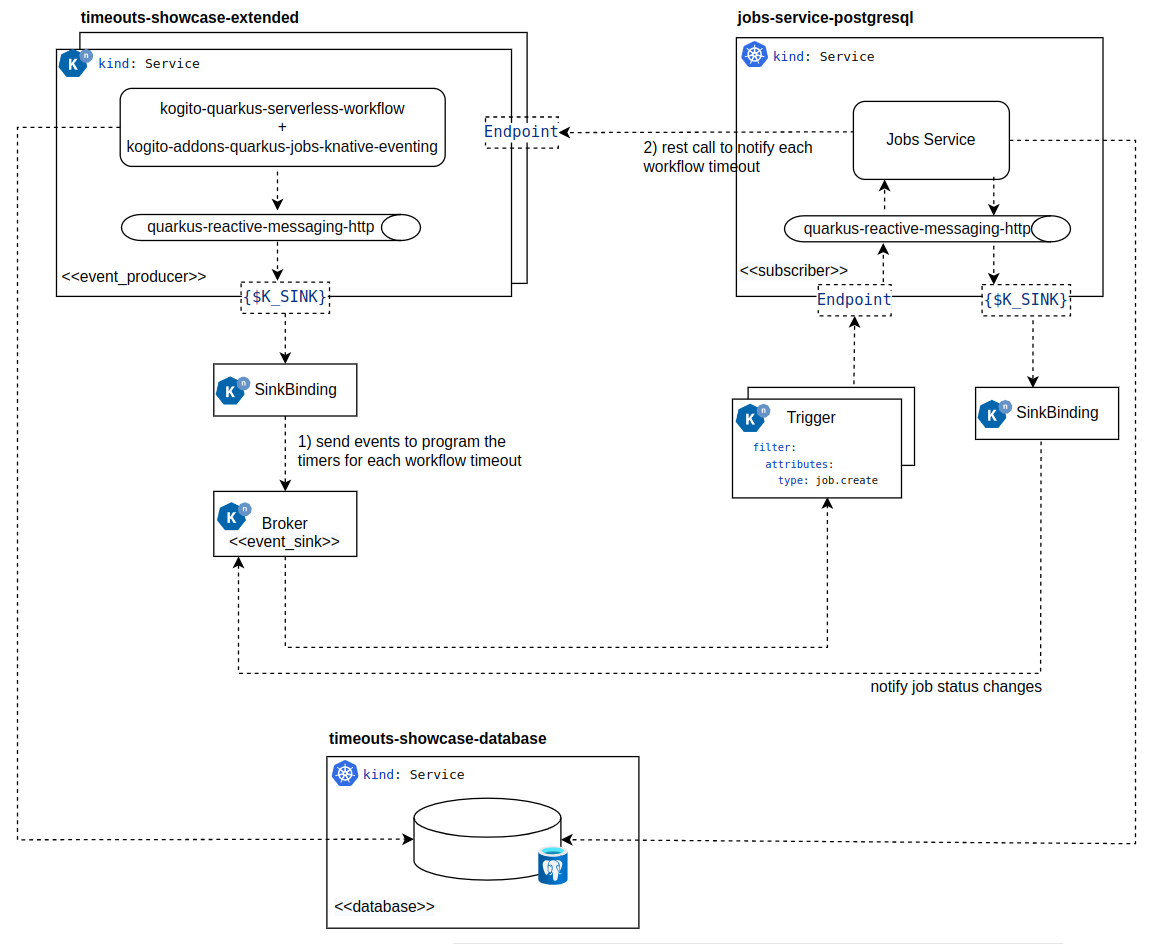 timeouts-showcase-extended
kind: Service
kogito-quarkus-serverless-workflow
+
kogito-addons-quarkus-jobs-knative-eventing
quarkus-reactive-messaging-http
<<event_producer>>
{$K_SINK}
Endpoint
SinkBinding
1) send events to program the
timers for each workflow timeout
Broker
<<event_sink>>
jobs-service-postgresql
kind: Service
Jobs Service
2) rest call to notify each
workflow timeout
quarkus-reactive-messaging-http
<<subscriber>>
Endpoint
{$K_SINK}
Trigger
filter:
attributes:
type: job.create
SinkBinding
notify job status changes
timeouts-showcase-database
kind: Service
<<database>>
K n
K n
K n
K n
K n